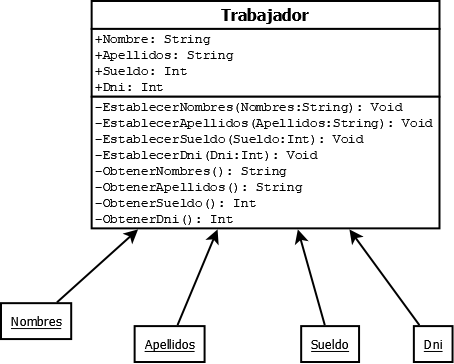 Trabajador
+Nombre: String
+Apellidos: String
+Sueldo: Int
+Dni: Int
-EstablecerNombres(Nombres:String): Void
-EstablecerApellidos(Apellidos:String): Void
-EstablecerSueldo(Sueldo:Int): Void
-EstablecerDni(Dni:Int): Void
-ObtenerNombres(): String
-ObtenerApellidos(): String
-ObtenerSueldo(): Int
-ObtenerDni(): Int
Nombres
Apellidos
Sueldo
Dni